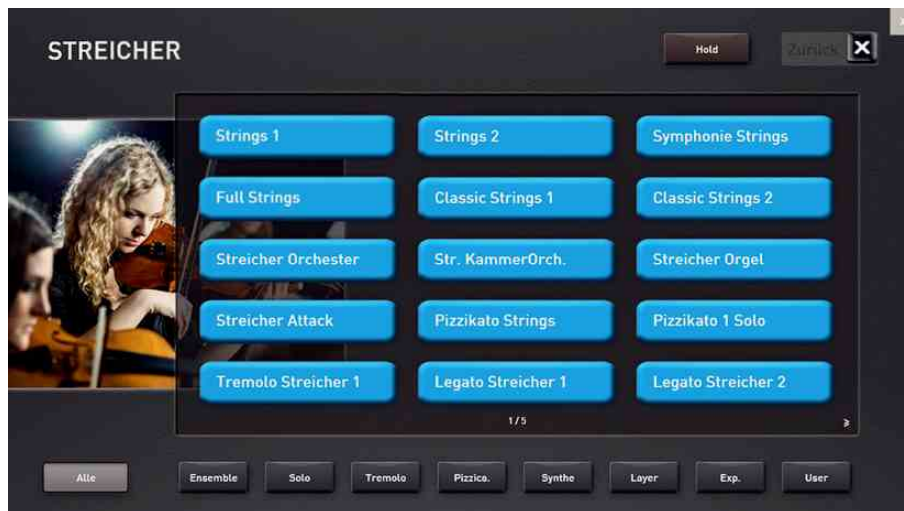 STREICHER
Hold
Zurück
Strings 1
Strings 2
Symphonie Strings
Full Strings
Classic Strings 1
Classic Strings 2
Streicher Orchester
Str. KammerOrch.
Streicher Orgel
Streicher Attack
Pizzikato Strings
Pizzikato 1 Solo
Tremolo Streicher 1
Legato Streicher 1
Legato Streicher 2
1/5
Alle
Ensemble
Solo
Tremolo
Pizzica.
Synthe
Layer
Exp.
User